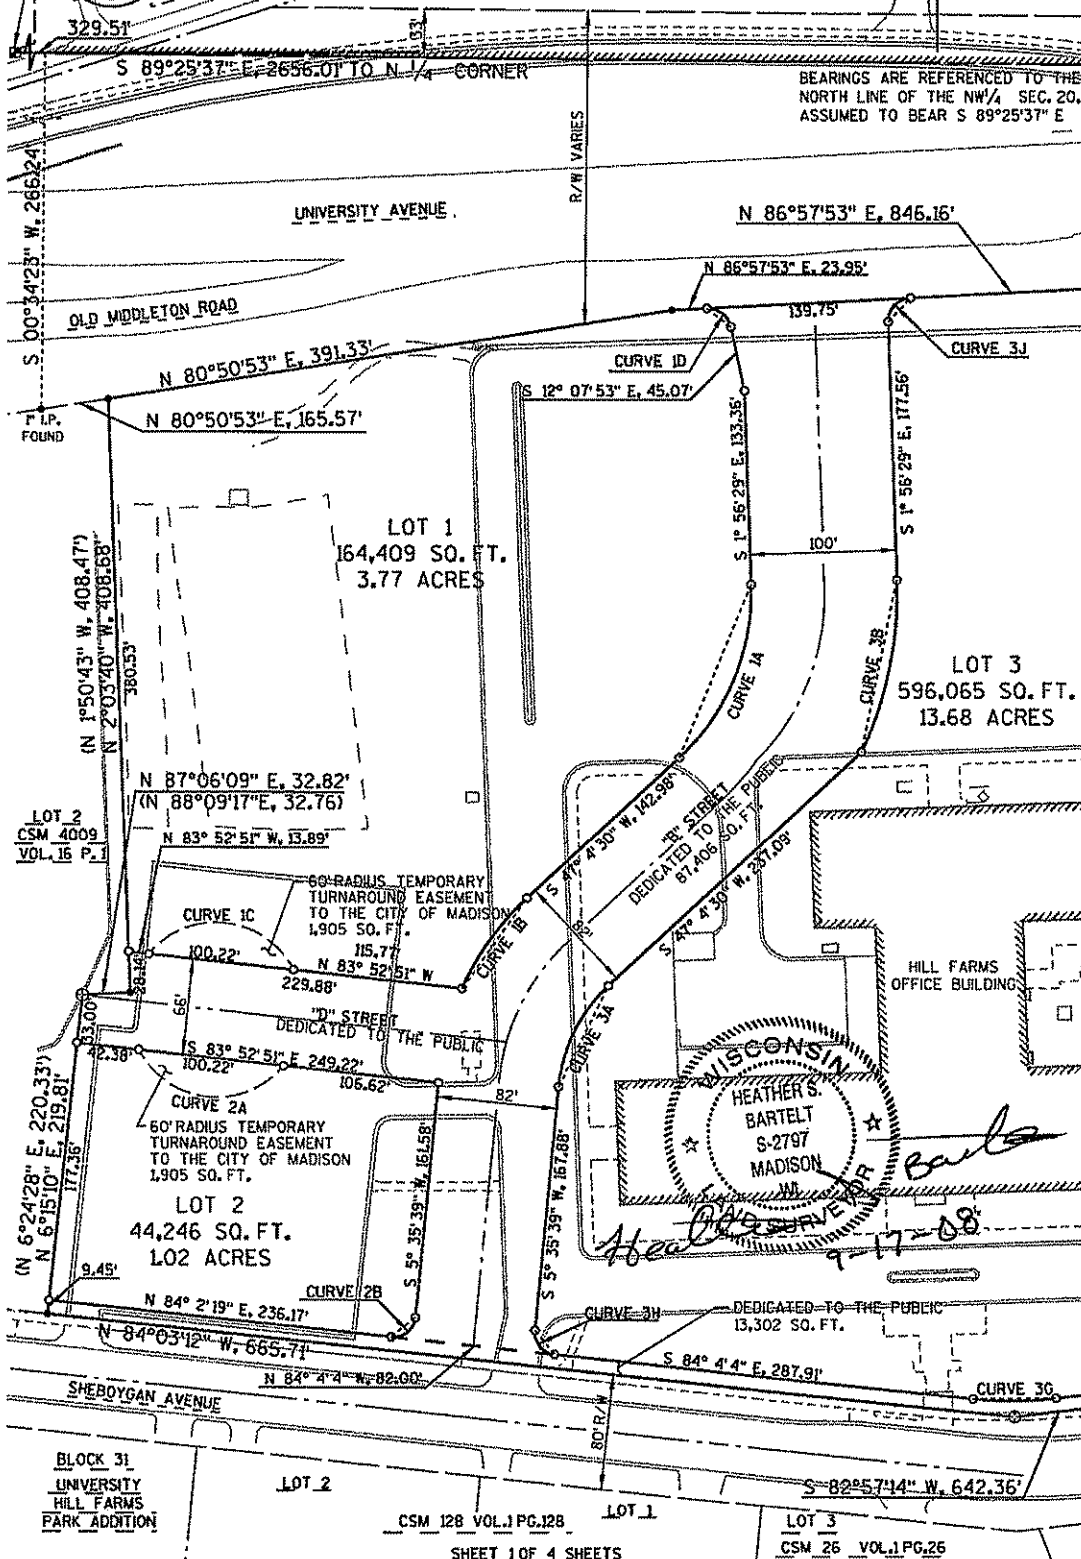 329.51'
33'
S 89°25'37" E, 2656.01' TO N 1/4 CORNER
BEARINGS ARE REFERENCED TO THE
NORTH LINE OF THE NW1/4 SEC. 20,
ASSUMED TO BEAR S 89°25'37" E
S 00°34'23" W, 266.24'
R/W VARIES
UNIVERSITY AVENUE
N 86°57'53" E, 846.16'
N 86°57'53" E, 23.95'
OLD MIDDLETON ROAD
139.75'
N 80°50'53" E, 391.33'
CURVE 1D
CURVE 3J
S 12° 07'53" E, 45.07'
1" I.P.
FOUND
N 80°50'53" E, 165.57'
S 1° 56'29" E, 133.36'
S 1° 56'29" E, 177.56'
LOT 1
164,409 SQ. FT.
3.77 ACRES
100'
(N 1°50'43" W, 408.47')
N 2°03'40" W, 408.68'
380.53'
CURVE 1A
CURVE 3B
LOT 3
596,065 SQ. FT.
13.68 ACRES
N 87°06'09" E, 32.82'
(N 88°09'17"E, 32.76)
LOT 2
CSM 4009
VOL. 16 P. 1
N 83° 52'51" W, 13.89'
S 47° 4'30" W, 142.98'
"B" STREET
DEDICATED TO THE PUBLIC
87,406 SQ. FT.
S 47° 4'30" W, 237.09'
60' RADIUS TEMPORARY
TURNAROUND EASEMENT
TO THE CITY OF MADISON
1,905 SQ. FT.
CURVE 1C
CURVE 1B
82'
100.22'
115.77'
N 83° 52'51" W
229.88'
28.14'
HILL FARMS
OFFICE BUILDING
66'
"D" STREET
DEDICATED TO THE PUBLIC
33.00'
42.38'
S 83° 52'51" E, 249.22'
100.22'
106.62'
CURVE 3A
CURVE 2A
82'
60' RADIUS TEMPORARY
TURNAROUND EASEMENT
TO THE CITY OF MADISON
1,905 SQ. FT.
WISCONSIN
HEATHER S.
BARTELT
S-2797
MADISON
WI
LAND SURVEYOR
(N 6°24'28" E, 220.33')
N 6°15'10" E, 219.81'
177.36'
S 5° 35'39" W, 161.58'
S 5° 35'39" W, 167.88'
LOT 2
44,246 SQ. FT.
1.02 ACRES
9-17-08
9.45'
N 84° 2'19" E, 236.17'
CURVE 2B
CURVE 3H
DEDICATED TO THE PUBLIC
13,302 SQ. FT.
N 84°03'12" W, 665.71'
S 84° 4'4" E, 287.91'
N 84° 4'4" W, 82.00'
CURVE 3G
SHEBOYGAN AVENUE
80' R/W
BLOCK 31
UNIVERSITY
HILL FARMS
PARK ADDITION
LOT 2
S 82°57'14" W, 642.36'
LOT 1
CSM 128 VOL.1 PG.128
LOT 3
CSM 26 VOL.1 PG.26
SHEET 1 OF 4 SHEETS